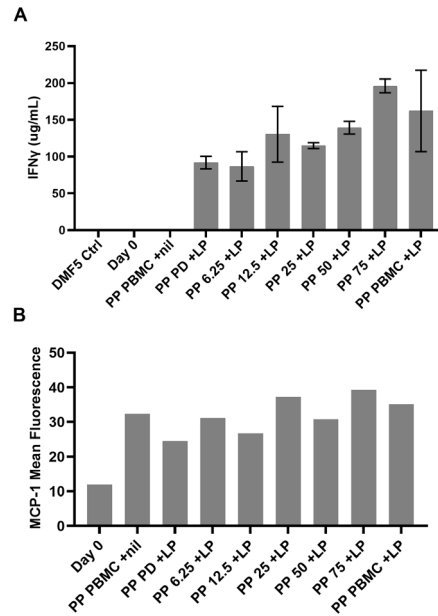 A
250
200
150
100
50
0
IFNγ (ug/mL)
DMF5 Ctrl
Day 0
PP PBMC +nil
PP PD +LP
PP 6.25 +LP
PP 12.5 +LP
PP 25 +LP
PP 50 +LP
PP 75 +LP
PP PBMC +LP
B
50
40
30
20
10
0
MCP-1 Mean Fluorescence
Day 0
PP PBMC +nil
PP PD +LP
PP 6.25 +LP
PP 12.5 +LP
PP 25 +LP
PP 50 +LP
PP 75 +LP
PP PBMC +LP